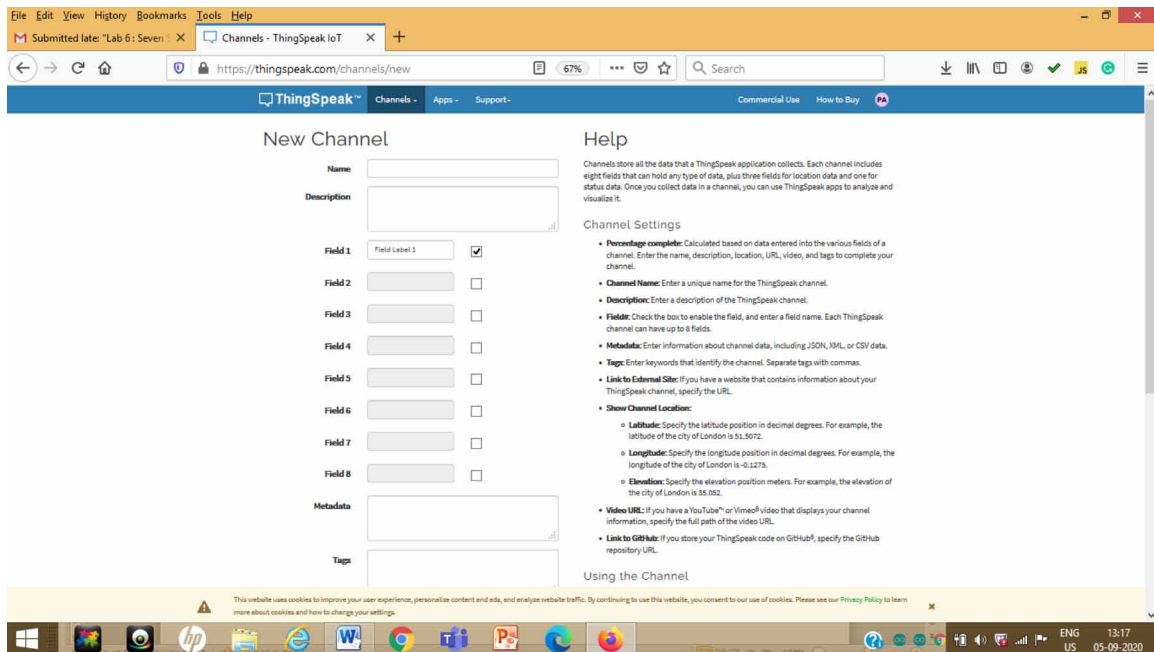 File Edit View History Bookmarks Tools Help
Submitted late: "Lab 6 : Seven
Channels - ThingSpeak IoT
https://thingspeak.com/channels/new
67%
Search
JS
ThingSpeak™
Channels
Apps
Support
Commercial Use
How to Buy
PA
New Channel
Name
Description
Field 1
Field Label 1
Field 2
Field 3
Field 4
Field 5
Field 6
Field 7
Field 8
Metadata
Tags
Help
Channels store all the data that a ThingSpeak application collects. Each channel includes
eight fields that can hold any type of data, plus three fields for location data and one for
status data. Once you collect data in a channel, you can use ThingSpeak apps to analyze and
visualize it.
Channel Settings
• Percentage complete: Calculated based on data entered into the various fields of a
channel. Enter the name, description, location, URL, video, and tags to complete your
channel.
• Channel Name: Enter a unique name for the ThingSpeak channel.
• Description: Enter a description of the ThingSpeak channel.
• Field#: Check the box to enable the field, and enter a field name. Each ThingSpeak
channel can have up to 8 fields.
• Metadata: Enter information about channel data, including JSON, XML, or CSV data.
• Tags: Enter keywords that identify the channel. Separate tags with commas.
• Link to External Site: If you have a website that contains information about your
ThingSpeak channel, specify the URL.
• Show Channel Location:
Latitude: Specify the latitude position in decimal degrees. For example, the
latitude of the city of London is 51.5072.
Longitude: Specify the longitude position in decimal degrees. For example, the
longitude of the city of London is -0.1275.
Elevation: Specify the elevation position meters. For example, the elevation of
the city of London is 35.052.
• Video URL: If you have a YouTube™ or Vimeo® video that displays your channel
information, specify the full path of the video URL.
• Link to GitHub: If you store your ThingSpeak code on GitHub®, specify the GitHub
repository URL.
Using the Channel
This website uses cookies to improve your user experience, personalize content and ads, and analyze website traffic. By continuing to use this website, you consent to our use of cookies. Please see our Privacy Policy to learn
more about cookies and how to change your settings.
ENG 13:17
US 05-09-2020